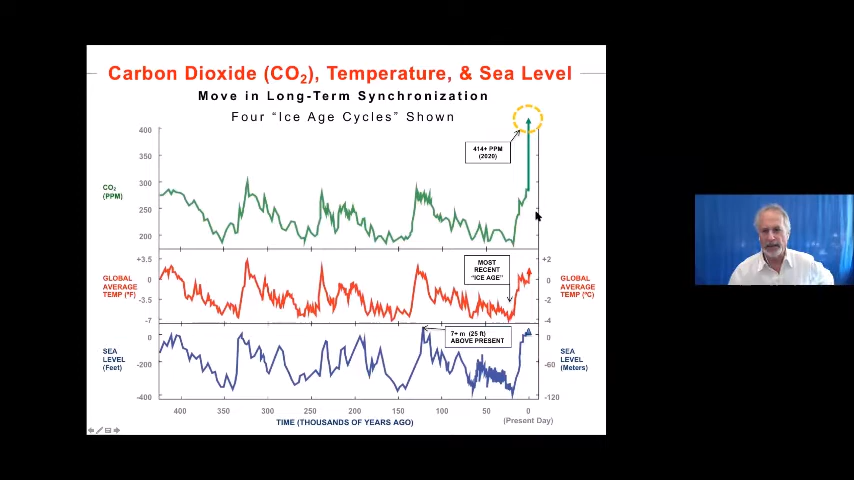 Carbon Dioxide (CO2), Temperature, & Sea Level
Move in Long-Term Synchronization
Four “Ice Age Cycles” Shown
400
350
300
250
200
CO2
(PPM)
414+ PPM
(2020)
+3.5
0
-3.5
-7
GLOBAL
AVERAGE
TEMP (°F)
MOST
RECENT
“ICE AGE”
+2
0
-2
-4
GLOBAL
AVERAGE
TEMP (°C)
0
-200
-400
SEA
LEVEL
(Feet)
7+ m (25 ft)
ABOVE PRESENT
0
-60
-120
SEA
LEVEL
(Meters)
400 350 300 250 200 150 100 50 0
TIME (THOUSANDS OF YEARS AGO)
(Present Day)